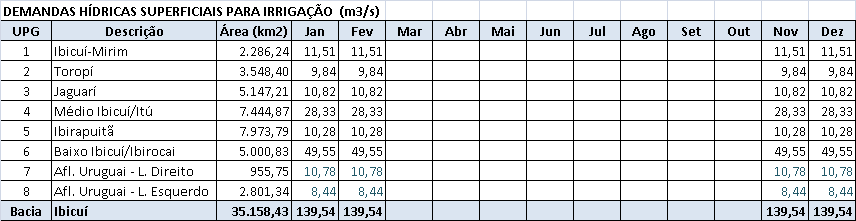 DEMANDAS HÍDRICAS SUPERFICIAIS PARA IRRIGAÇÃO (m3/s)
UPG Descrição Área (km2) Jan Fev Mar Abr Mai Jun Jul Ago Set Out Nov Dez
1 Ibicuí-Mirim 2.286,24 11,51 11,51 11,51 11,51
2 Toropí 3.548,40 9,84 9,84 9,84 9,84
3 Jaguarí 5.147,21 10,82 10,82 10,82 10,82
4 Médio Ibicuí/Itú 7.444,87 28,33 28,33 28,33 28,33
5 Ibirapuitã 7.973,79 10,28 10,28 10,28 10,28
6 Baixo Ibicuí/Ibirocai 5.000,83 49,55 49,55 49,55 49,55
7 Afl. Uruguai - L. Direito 955,75 10,78 10,78 10,78 10,78
8 Afl. Uruguai - L. Esquerdo 2.801,34 8,44 8,44 8,44 8,44
Bacia Ibicuí 35.158,43 139,54 139,54 139,54 139,54